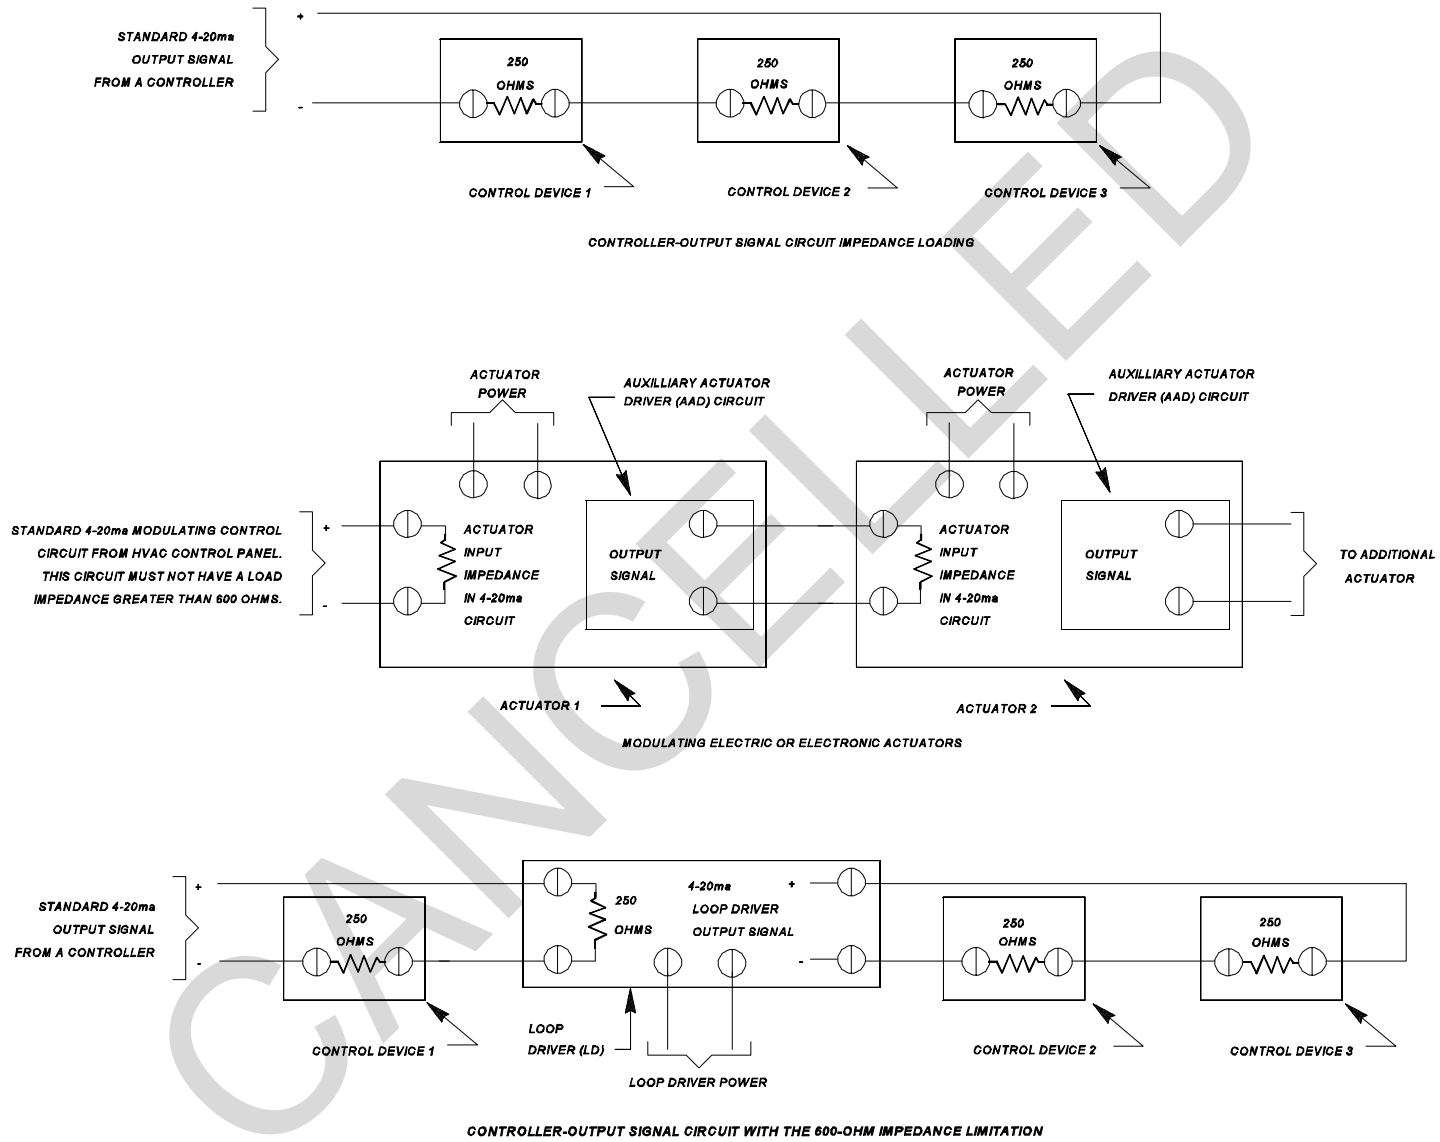 +
STANDARD 4-20ma
OUTPUT SIGNAL
FROM A CONTROLLER
-
250
OHMS
250
OHMS
250
OHMS
CONTROL DEVICE 1
CONTROL DEVICE 2
CONTROL DEVICE 3
CONTROLLER-OUTPUT SIGNAL CIRCUIT IMPEDANCE LOADING
ACTUATOR
POWER
AUXILLIARY ACTUATOR
DRIVER (AAD) CIRCUIT
ACTUATOR
POWER
AUXILLIARY ACTUATOR
DRIVER (AAD) CIRCUIT
STANDARD 4-20ma MODULATING CONTROL
CIRCUIT FROM HVAC CONTROL PANEL.
THIS CIRCUIT MUST NOT HAVE A LOAD
IMPEDANCE GREATER THAN 600 OHMS.
+
-
ACTUATOR
INPUT
IMPEDANCE
IN 4-20ma
CIRCUIT
OUTPUT
SIGNAL
ACTUATOR
INPUT
IMPEDANCE
IN 4-20ma
CIRCUIT
OUTPUT
SIGNAL
TO ADDITIONAL
ACTUATOR
ACTUATOR 1
ACTUATOR 2
MODULATING ELECTRIC OR ELECTRONIC ACTUATORS
STANDARD 4-20ma
OUTPUT SIGNAL
FROM A CONTROLLER
+
-
250
OHMS
250
OHMS
4-20ma
LOOP DRIVER
OUTPUT SIGNAL
+
-
250
OHMS
250
OHMS
CONTROL DEVICE 1
LOOP
DRIVER (LD)
LOOP DRIVER POWER
CONTROL DEVICE 2
CONTROL DEVICE 3
CONTROLLER-OUTPUT SIGNAL CIRCUIT WITH THE 600-OHM IMPEDANCE LIMITATION
CANCELLED